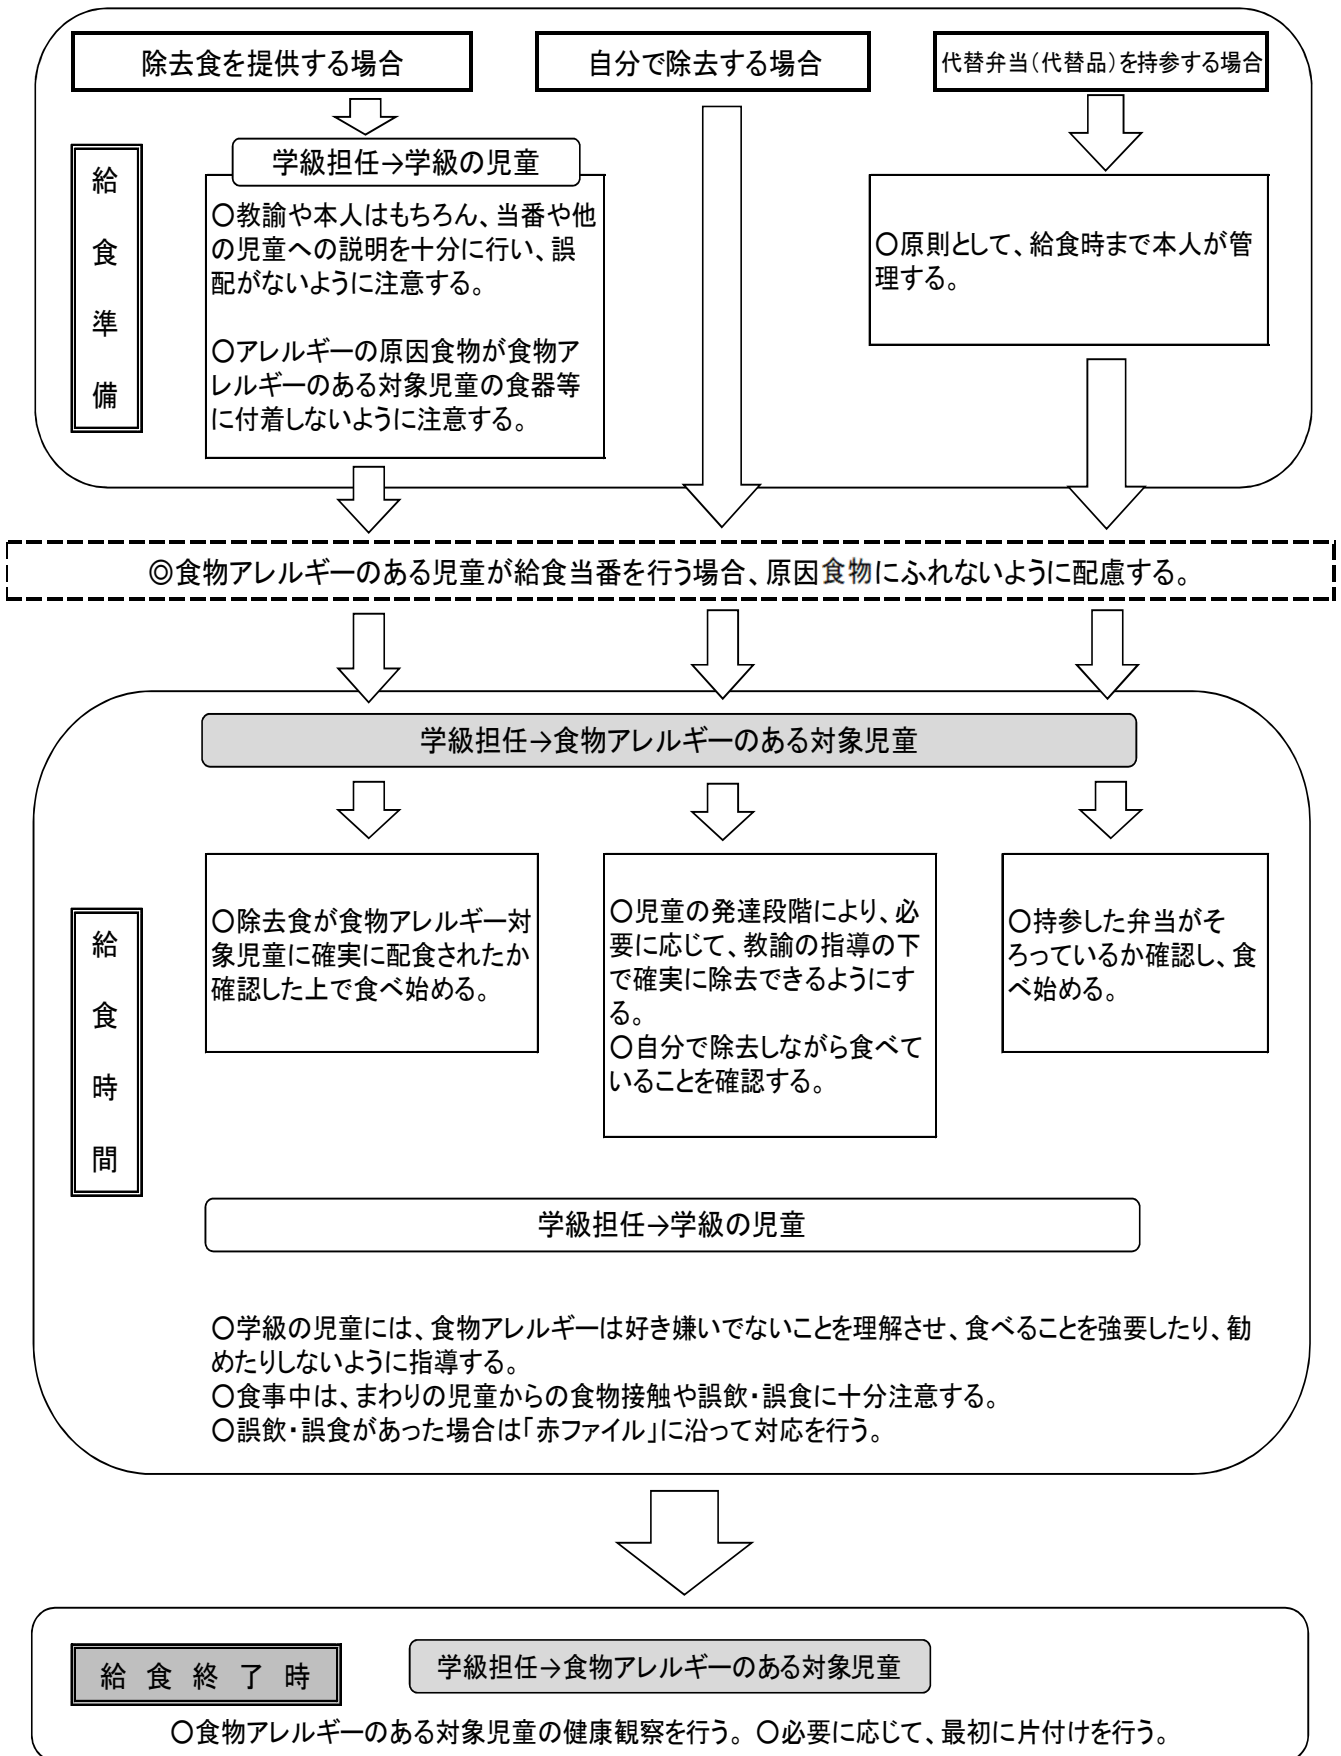 除去食を提供する場合
自分で除去する場合
代替弁当(代替品)を持参する場合
給食準備
学級担任→学級の児童
〇教諭や本人はもちろん、当番や他
の児童への説明を十分に行い、誤
配がないように注意する。
〇アレルギーの原因食物が食物ア
レルギーのある対象児童の食器等
に付着しないように注意する。
〇原則として、給食時まで本人が管
理する。
◎食物アレルギーのある児童が給食当番を行う場合、原因食物にふれないように配慮する。
学級担任→食物アレルギーのある対象児童
給食時間
〇除去食が食物アレルギー対
象児童に確実に配食されたか
確認した上で食べ始める。
〇児童の発達段階により、必
要に応じて、教諭の指導の下
で確実に除去できるようにす
る。
〇自分で除去しながら食べて
いることを確認する。
〇持参した弁当がそ
ろっているか確認し、食
べ始める。
学級担任→学級の児童
〇学級の児童には、食物アレルギーは好き嫌いでないことを理解させ、食べることを強要したり、勧
めたりしないように指導する。
〇食事中は、まわりの児童からの食物接触や誤飲・誤食に十分注意する。
〇誤飲・誤食があった場合は「赤ファイル」に沿って対応を行う。
給食終了時
学級担任→食物アレルギーのある対象児童
〇食物アレルギーのある対象児童の健康観察を行う。 〇必要に応じて、最初に片付けを行う。